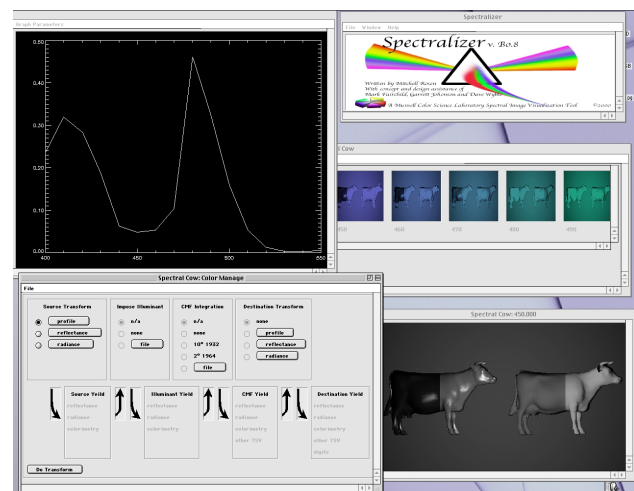 Graph Parameters
0.50
0.40
0.30
0.20
0.10
0.00
400
450
500
550
Spectralizer
File Window Help
Spectralizer v. B0.8
Written by Mitchell Rosen
With concept and design assistance of
Mark Fairchild, Garrett Johnson and Dave Wyble
A Munsell Color Science Laboratory Spectral Image Visualization Tool ©2000
l Cow
450
460
470
480
490
Spectral Cow: Color Manage
File
Source Transform
profile
reflectance
radiance
Impose Illuminant
n/a
none
file
CMF Integration
n/a
none
10° 1932
2° 1964
file
Destination Transform
none
profile
reflectance
radiance
Source Yeild
reflectance
radiance
colorimetry
Illuminant Yield
reflectance
radiance
colorimetry
CMF Yield
reflectance
radiance
colorimetry
other TSV
Destination Yield
reflectance
radiance
colorimetry
other TSV
digits
Do Transform
Spectral Cow: 450.000